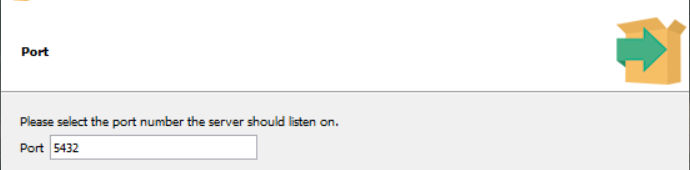 Port
Please select the port number the server should listen on.
Port 5432